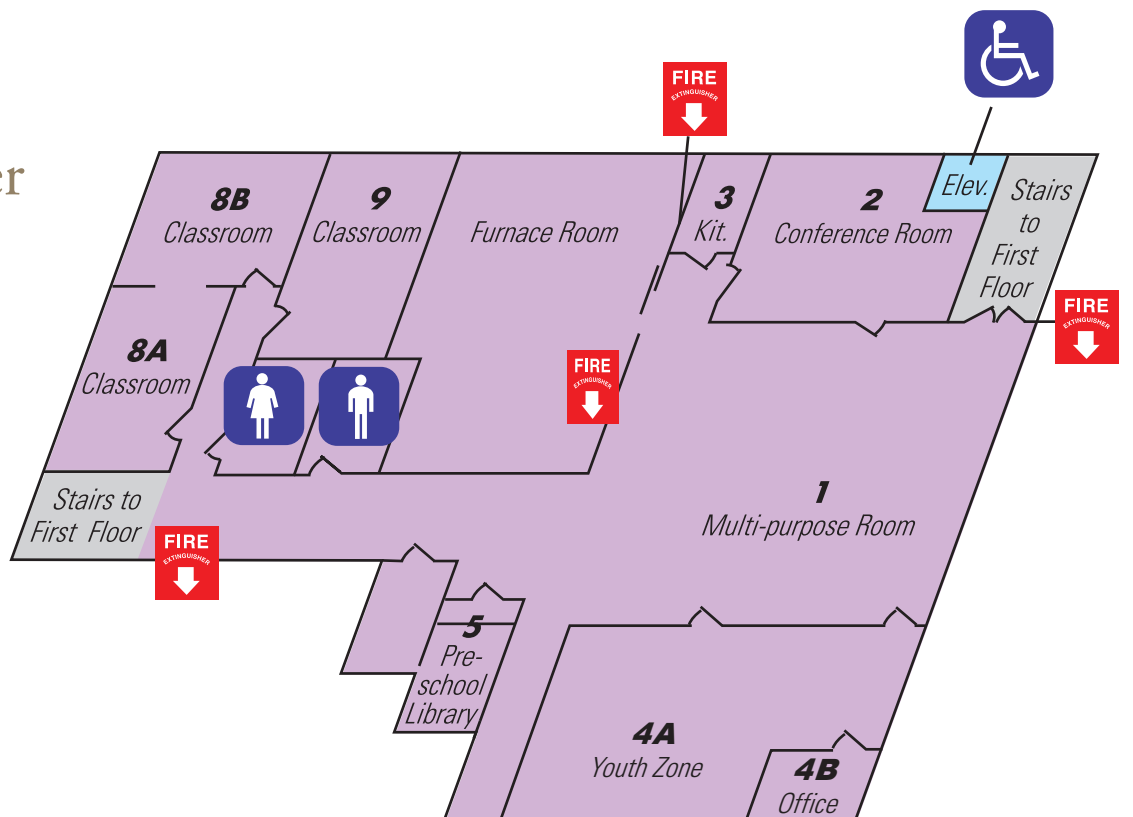 er
FIRE
EXTINGUISHER
8B
Classroom
9
Classroom
Furnace Room
3
Kit.
2
Conference Room
Elev.
Stairs
to
First
Floor
FIRE
EXTINGUISHER
8A
Classroom
FIRE
EXTINGUISHER
Stairs to
First Floor
FIRE
EXTINGUISHER
1
Multi-purpose Room
5
Pre-
school
Library
4A
Youth Zone
4B
Office